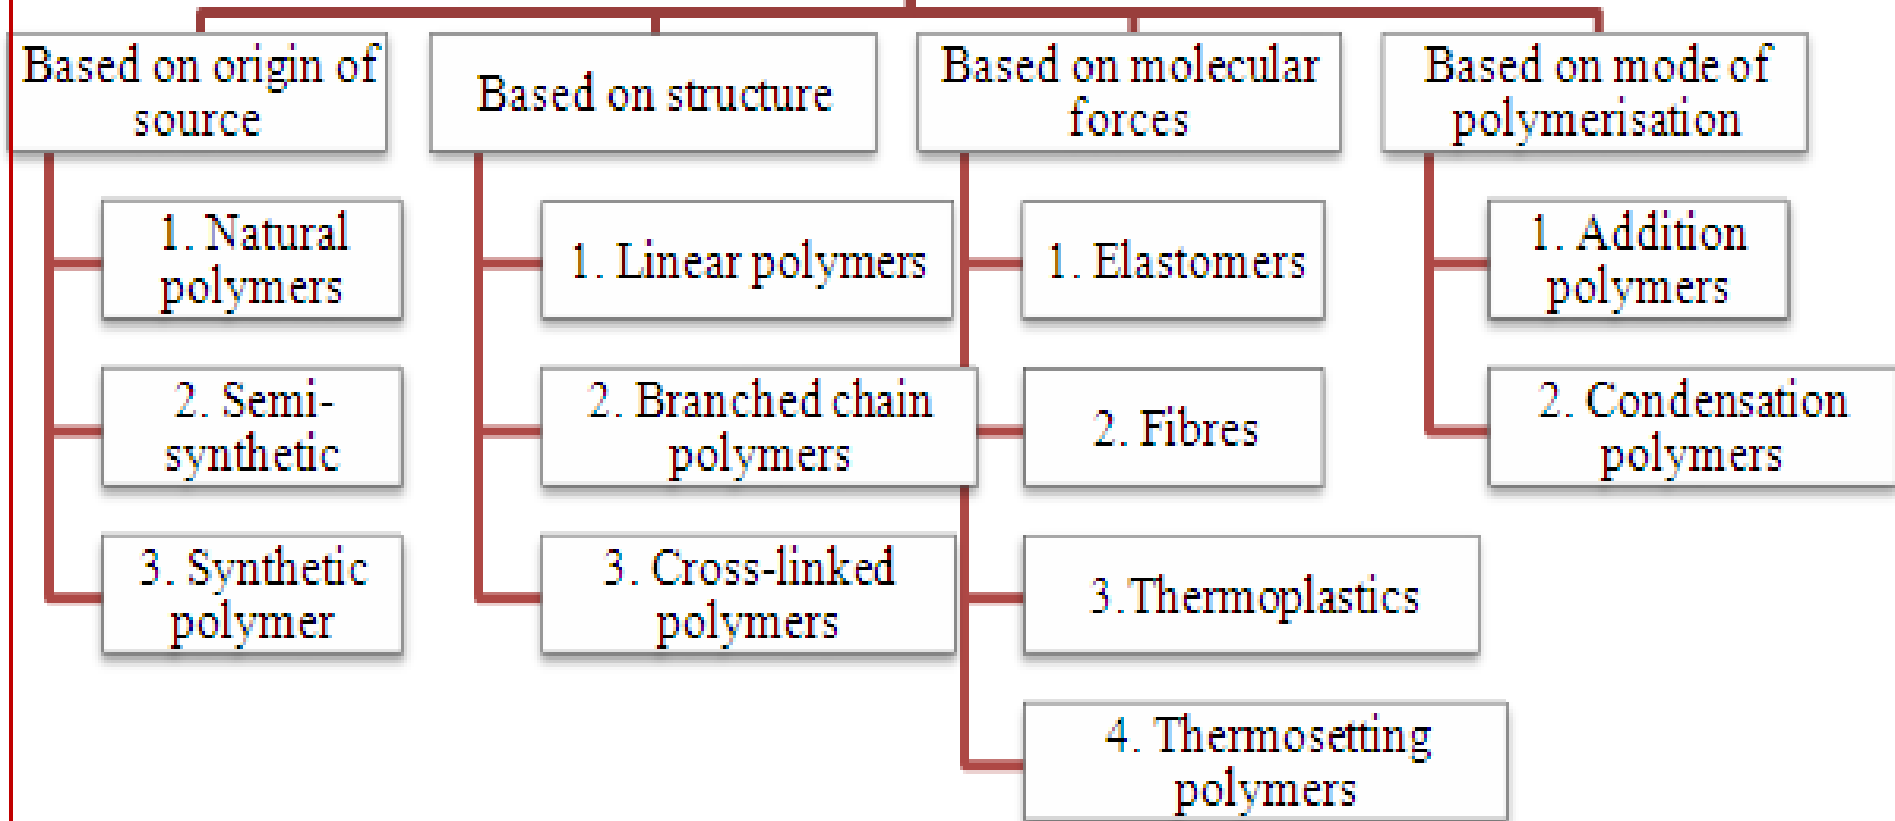 Based on origin of
source
1. Natural
polymers
2. Semi-
synthetic
3. Synthetic
polymer
Based on structure
1. Linear polymers
2. Branched chain
polymers
3. Cross-linked
polymers
Based on molecular
forces
1. Elastomers
2. Fibres
3.Thermoplastics
4. Thermosetting
polymers
Based on mode of
polymerisation
1. Addition
polymers
2. Condensation
polymers